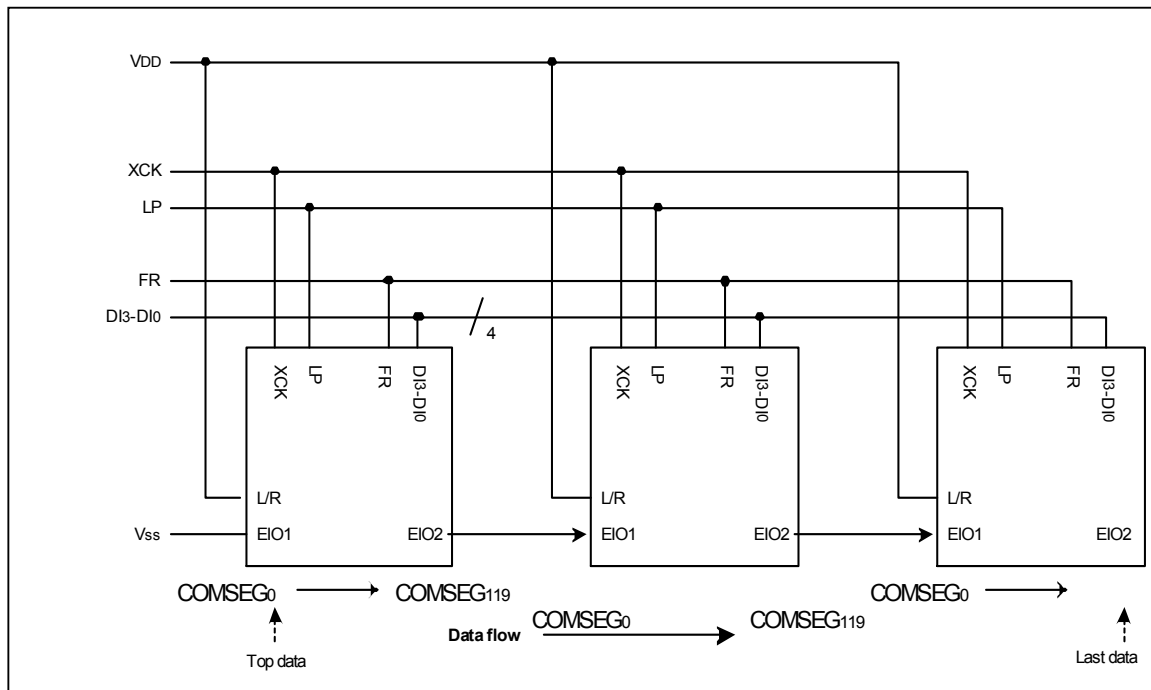 VDD
XCK
LP
FR
DI3-DI0
4
XCK LP FR DI3-DI0
XCK LP FR DI3-DI0
XCK LP FR DI3-DI0
L/R
L/R
L/R
Vss
EIO1 EIO2
EIO1 EIO2
EIO1 EIO2
COMSEG0 COMSEG119
COMSEG0
COMSEG0 COMSEG119
Data flow
Top data
Last data